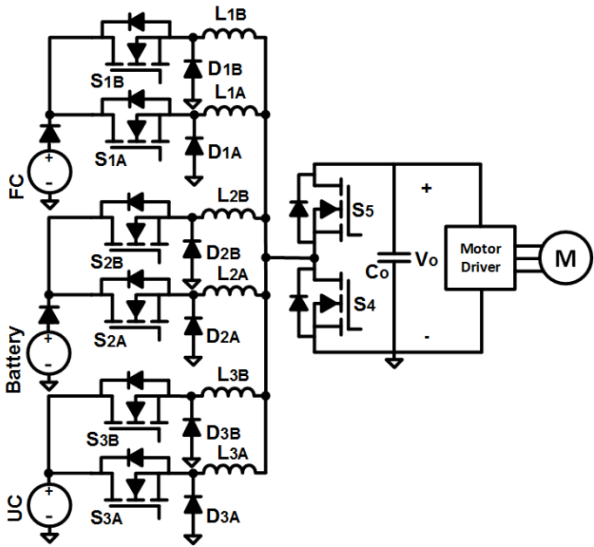 L1B
S1B
D1B
L1A
S1A
D1A
+
-
FC
L2B
S2B
D2B
L2A
S2A
D2A
+
-
Battery
L3B
S3B
D3B
L3A
S3A
D3A
+
-
UC
S5
S4
+
Co
Vo
-
Motor
Driver
M